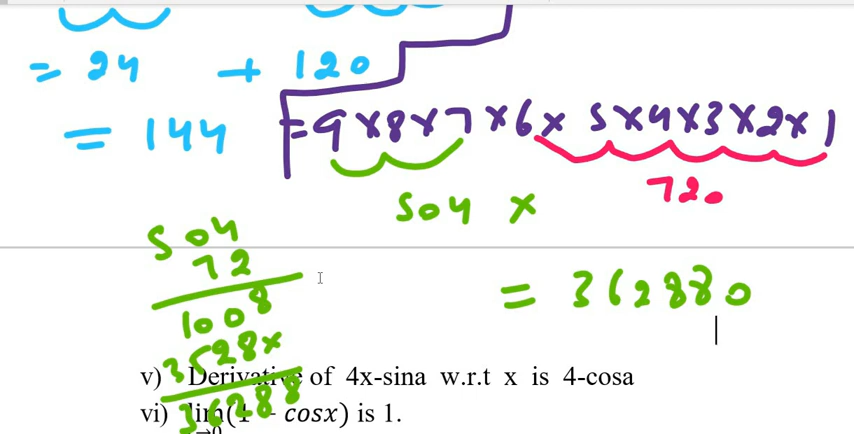 = 24 + 120
= 144
= 9 × 8 × 7 × 6 × 5 × 4 × 3 × 2 × 1
504 × 720
504
72
1008
3528×
36288
= 362880
v) Derivative of 4x-sina w.r.t x is 4-cosa
vi) lim(1 - cosx) is 1.